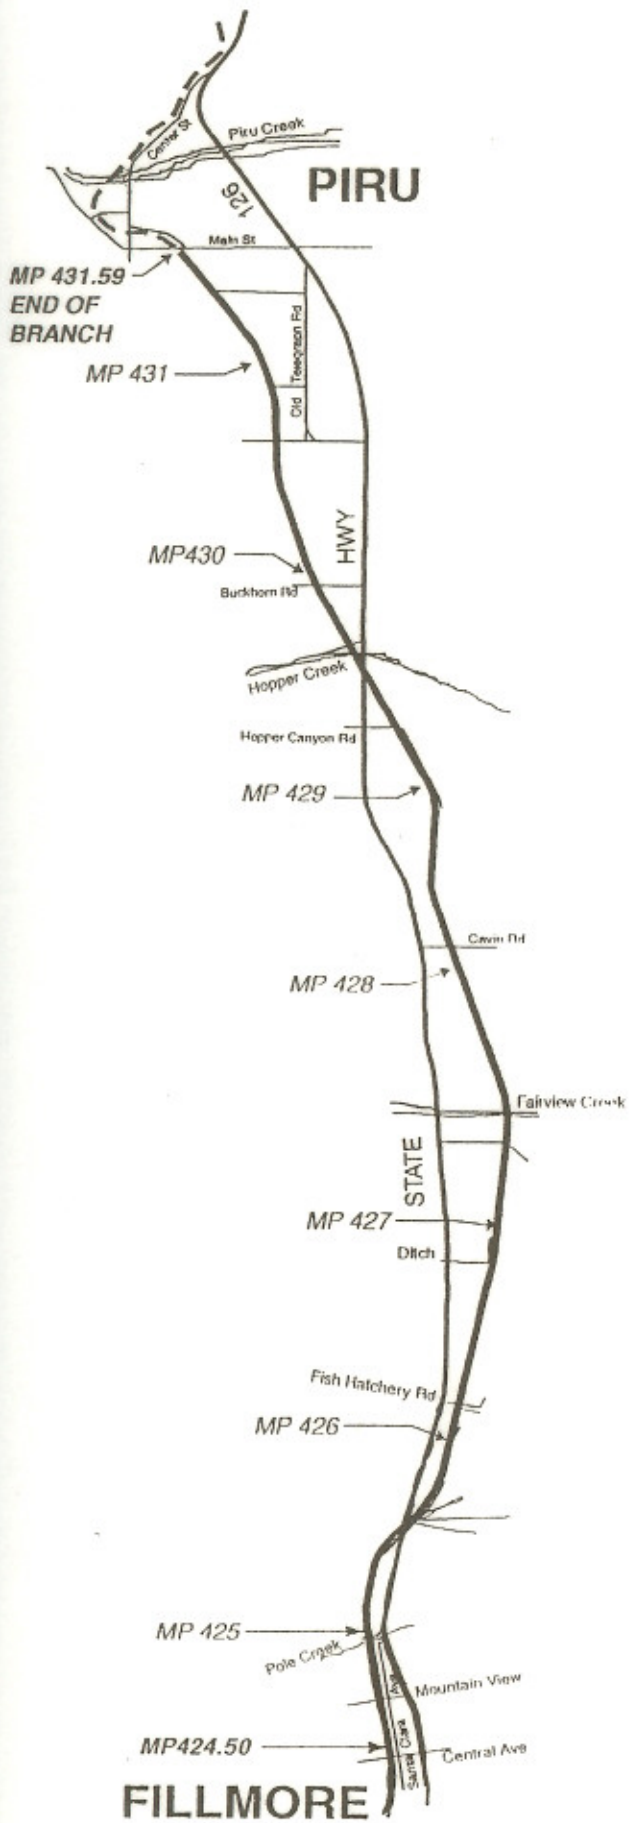 Center St
Piru Creek
PIRU
126
Main St
MP 431.59
END OF
BRANCH
MP 431
Old Telegraph Rd
HWY
MP430
Buckhorn Rd
Hopper Creek
Hopper Canyon Rd
MP 429
Cavin Rd
MP 428
Fairview Creek
STATE
MP 427
Ditch
Fish Hatchery Rd
MP 426
MP 425
Pole Creek
Mountain View
Santa Clara Ave
MP424.50
Central Ave
FILLMORE